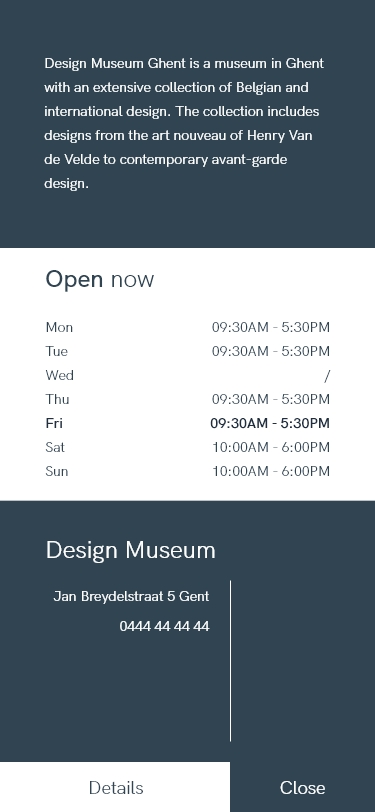 Design Museum Ghent is a museum in Ghent
with an extensive collection of Belgian and
international design. The collection includes
designs from the art nouveau of Henry Van
de Velde to contemporary avant-garde
design.
Open now
Mon 09:30AM - 5:30PM
Tue 09:30AM - 5:30PM
Wed /
Thu 09:30AM - 5:30PM
Fri 09:30AM - 5:30PM
Sat 10:00AM - 6:00PM
Sun 10:00AM - 6:00PM
Design Museum
Jan Breydelstraat 5 Gent
0444 44 44 44
Details Close